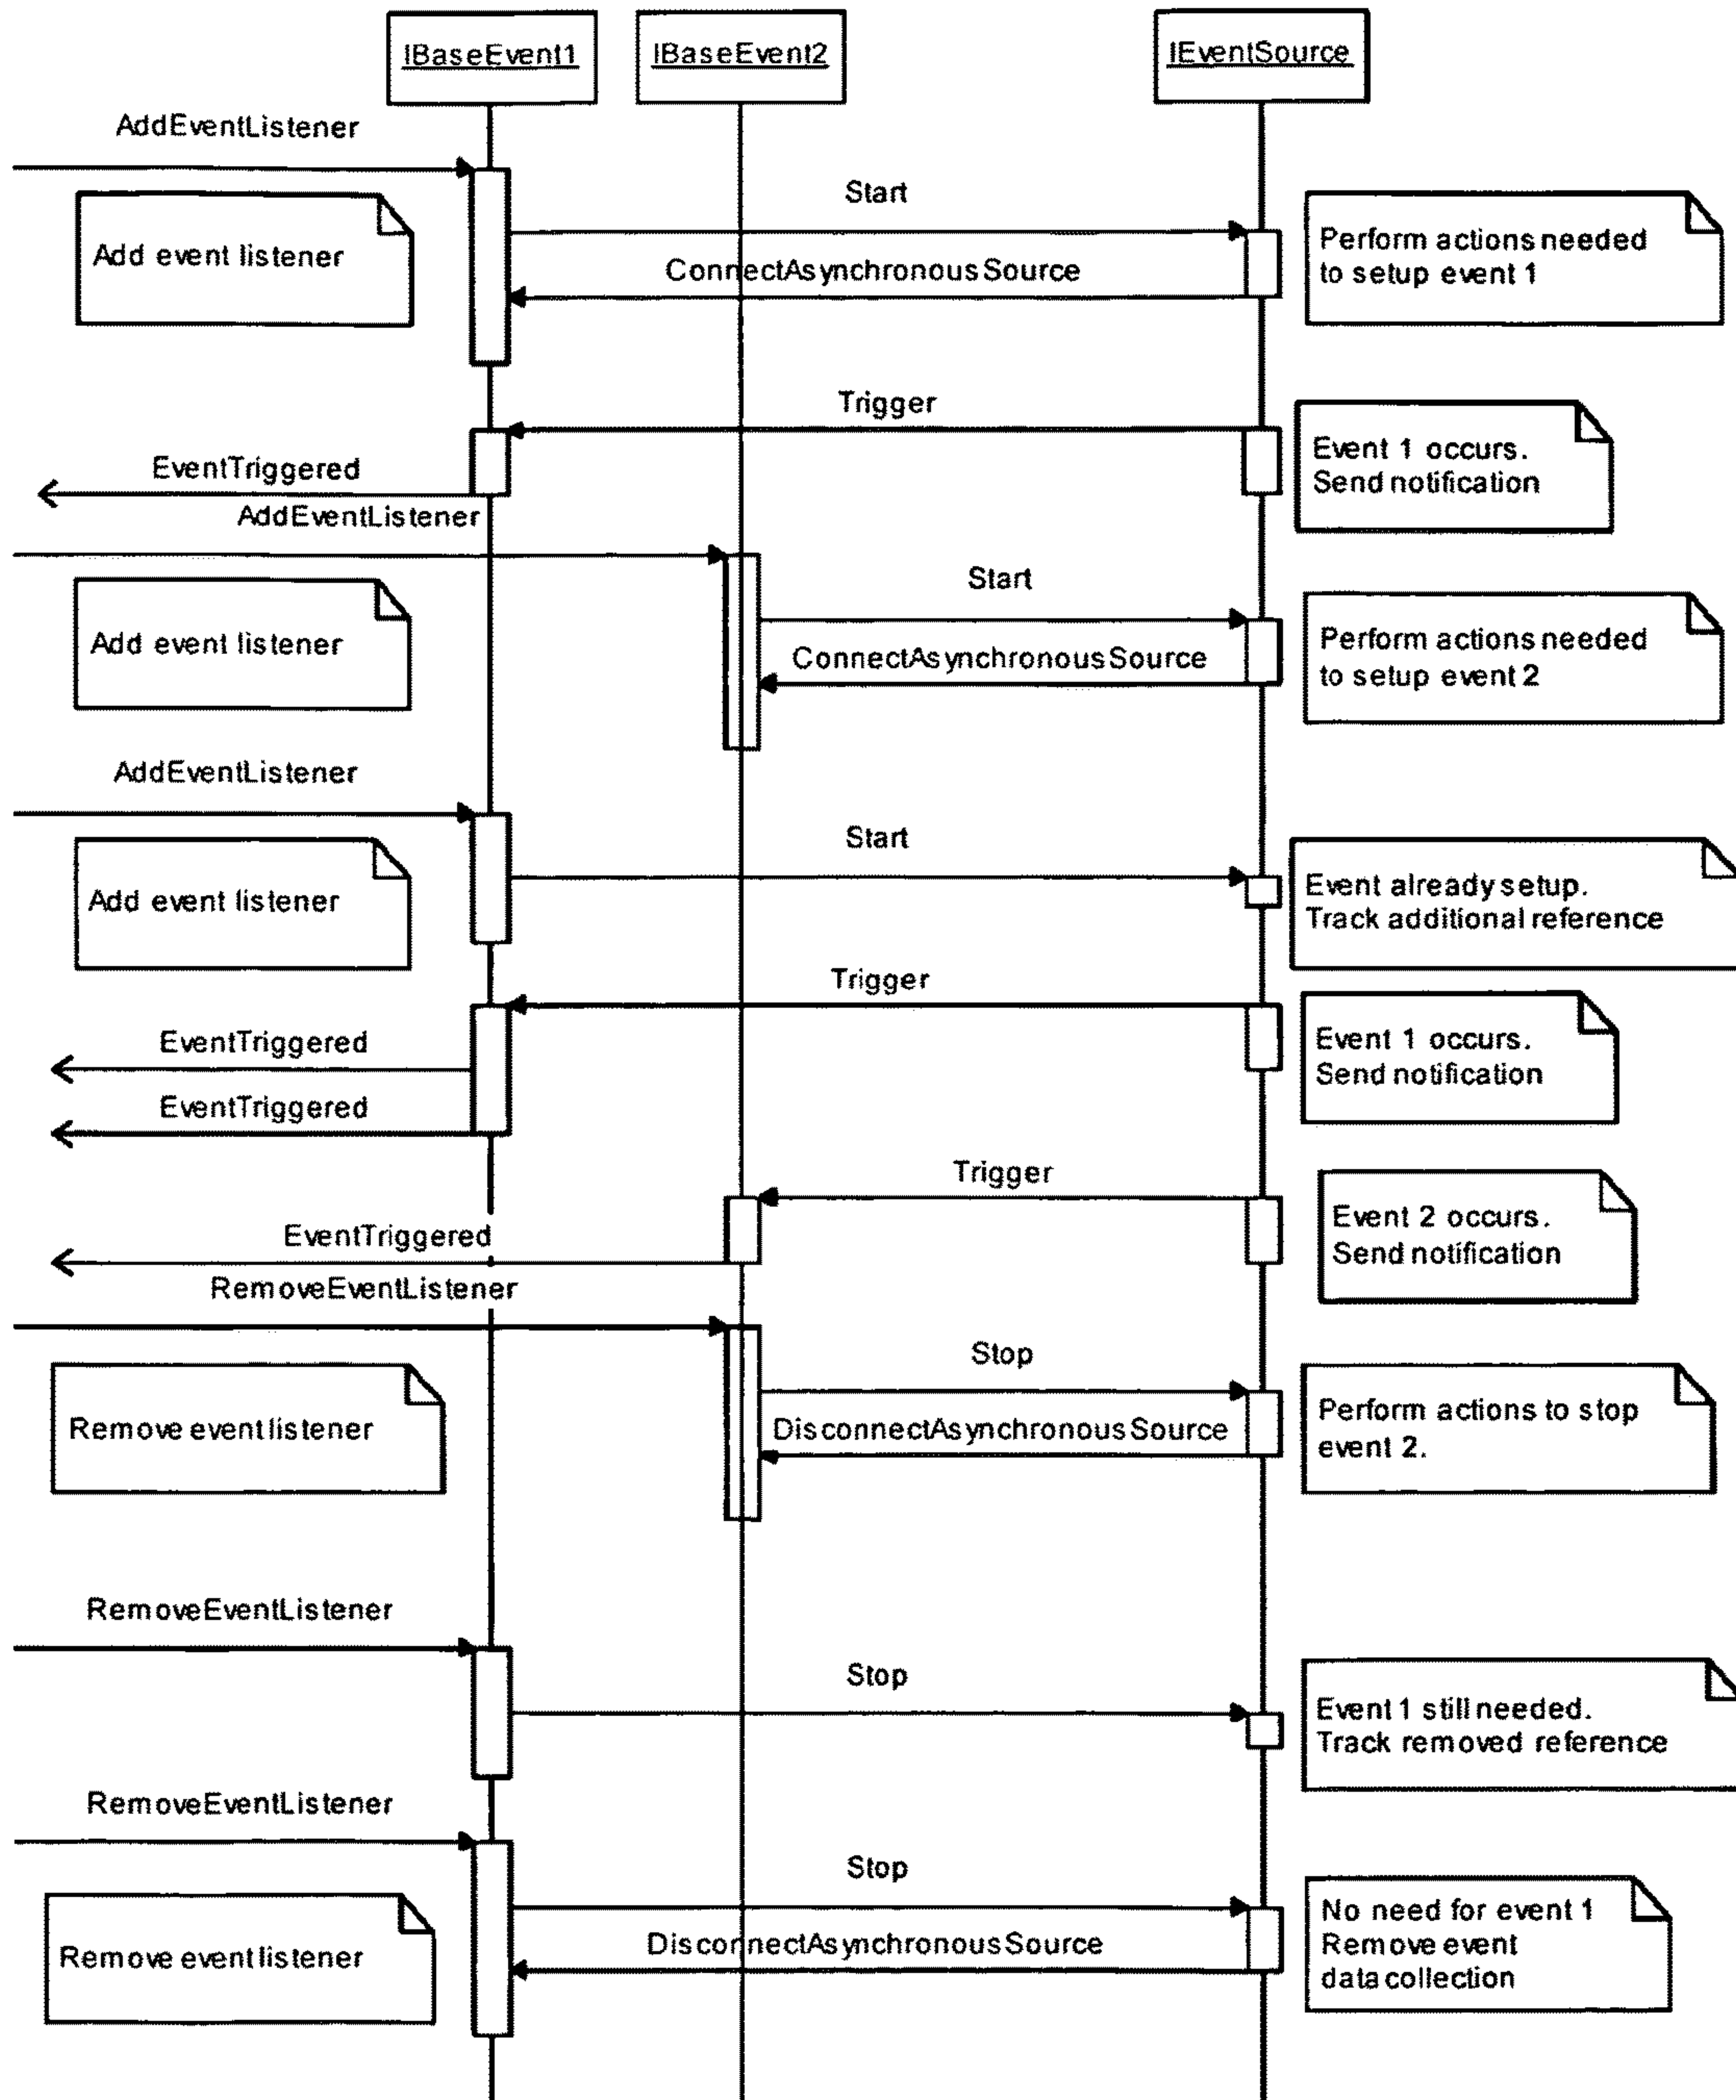 IBaseEvent1
IBaseEvent2
IEventSource
AddEventListener
Start
Add event listener
Perform actions needed
to setup event 1
ConnectAsynchronousSource
Trigger
Event 1 occurs.
Send notification
EventTriggered
AddEventListener
Start
Add event listener
Perform actions needed
to setup event 2
ConnectAsynchronousSource
AddEventListener
Start
Add event listener
Event already setup.
Track additional reference
Trigger
Event 1 occurs.
Send notification
EventTriggered
EventTriggered
Trigger
Event 2 occurs.
Send notification
EventTriggered
RemoveEventListener
Stop
Remove event listener
Perform actions to stop
event 2.
DisconnectAsynchronousSource
RemoveEventListener
Stop
Event 1 still needed.
Track removed reference
RemoveEventListener
Stop
Remove event listener
No need for event 1
Remove event
data collection
DisconnectAsynchronousSource